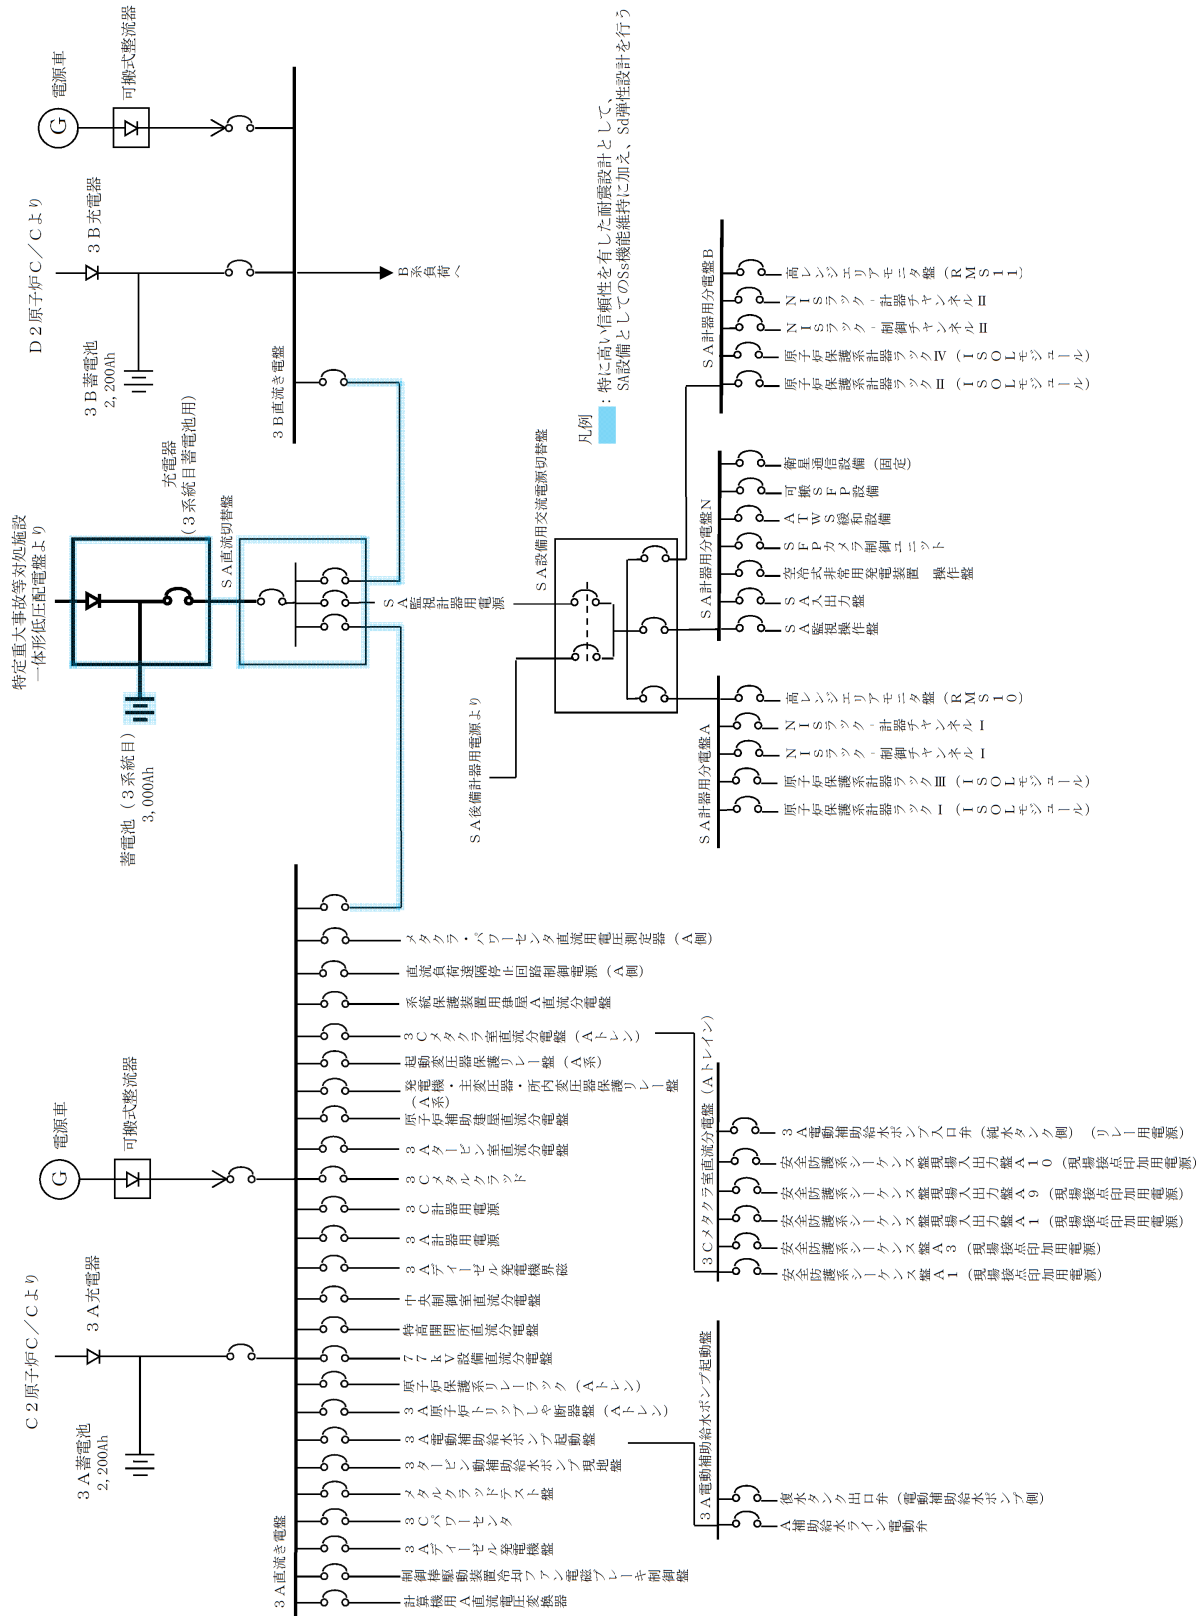 電源車
可搬式整流器
D2原子炉C/Cより
3B充電器
3B蓄電池
2,200Ah
3B直流き電盤
B系負荷へ
凡例
：特に高い信頼性を有した耐震設計として、
SA設備としてのSs機能維持に加え、Sd弾性設計を行う
特定重大事故等対処施設
一体形低圧配電盤より
充電器
(3系統目蓄電池用)
蓄電池（3系統目）
3,000Ah
SA直流切替盤
SA監視計器用電源
SA設備用交流電源切替盤
SA後備計器用電源より
SA計器用分電盤B
高レンジエリアモニタ盤（RMS11）
NISラック‐計器チャンネルⅡ
NISラック‐制御チャンネルⅡ
原子炉保護系計器ラックⅣ（ISOLモジュール）
原子炉保護系計器ラックⅡ（ISOLモジュール）
SA計器用分電盤N
衛星通信設備（固定）
可搬SFP設備
ATWS緩和設備
SFPカメラ制御ユニット
空冷式非常用発電装置　操作盤
SA入出力盤
SA監視操作盤
SA計器用分電盤A
高レンジエリアモニタ盤（RMS10）
NISラック‐計器チャンネルⅠ
NISラック‐制御チャンネルⅠ
原子炉保護系計器ラックⅢ（ISOLモジュール）
原子炉保護系計器ラックⅠ（ISOLモジュール）
電源車
可搬式整流器
C2原子炉C/Cより
3A充電器
3A蓄電池
2,200Ah
3A直流き電盤
メタクラ・パワーセンタ直流用電圧測定器（A側）
直流負荷遠隔停止回路制御電源（A側）
系統保護装置用建屋A直流分電盤
3Cメタクラ室直流分電盤（Aトレン）
起動変圧器保護リレー盤（A系）
発電機・主変圧器・所内変圧器保護リレー盤
（A系）
原子炉補助建屋直流分電盤
3Aタービン室直流分電盤
3Cメタルクラッド
3C計器用電源
3A計器用電源
3Aディーゼル発電機界磁
中央制御室直流分電盤
特高開閉所直流分電盤
77kV設備直流分電盤
原子炉保護系リレーラック（Aトレン）
3A原子炉トリップしゃ断器盤（Aトレン）
3A電動補助給水ポンプ起動盤
3タービン動補助給水ポンプ現地盤
メタルクラッドテスト盤
3Cパワーセンタ
3Aディーゼル発電機盤
制御棒駆動装置冷却ファン電磁ブレーキ制御盤
計算機用A直流電圧変換器
3Cメタクラ室直流分電盤（Aトレイン）
3A電動補助給水ポンプ入口弁（純水タンク側）（リレー用電源）
安全防護系シーケンス盤現場入出力盤A10（現場接点印加用電源）
安全防護系シーケンス盤現場入出力盤A9（現場接点印加用電源）
安全防護系シーケンス盤現場入出力盤A1（現場接点印加用電源）
安全防護系シーケンス盤A3（現場接点印加用電源）
安全防護系シーケンス盤A1（現場接点印加用電源）
3A電動補助給水ポンプ起動盤
復水タンク出口弁（電動補助給水ポンプ側）
A補助給水ライン電動弁
G
G